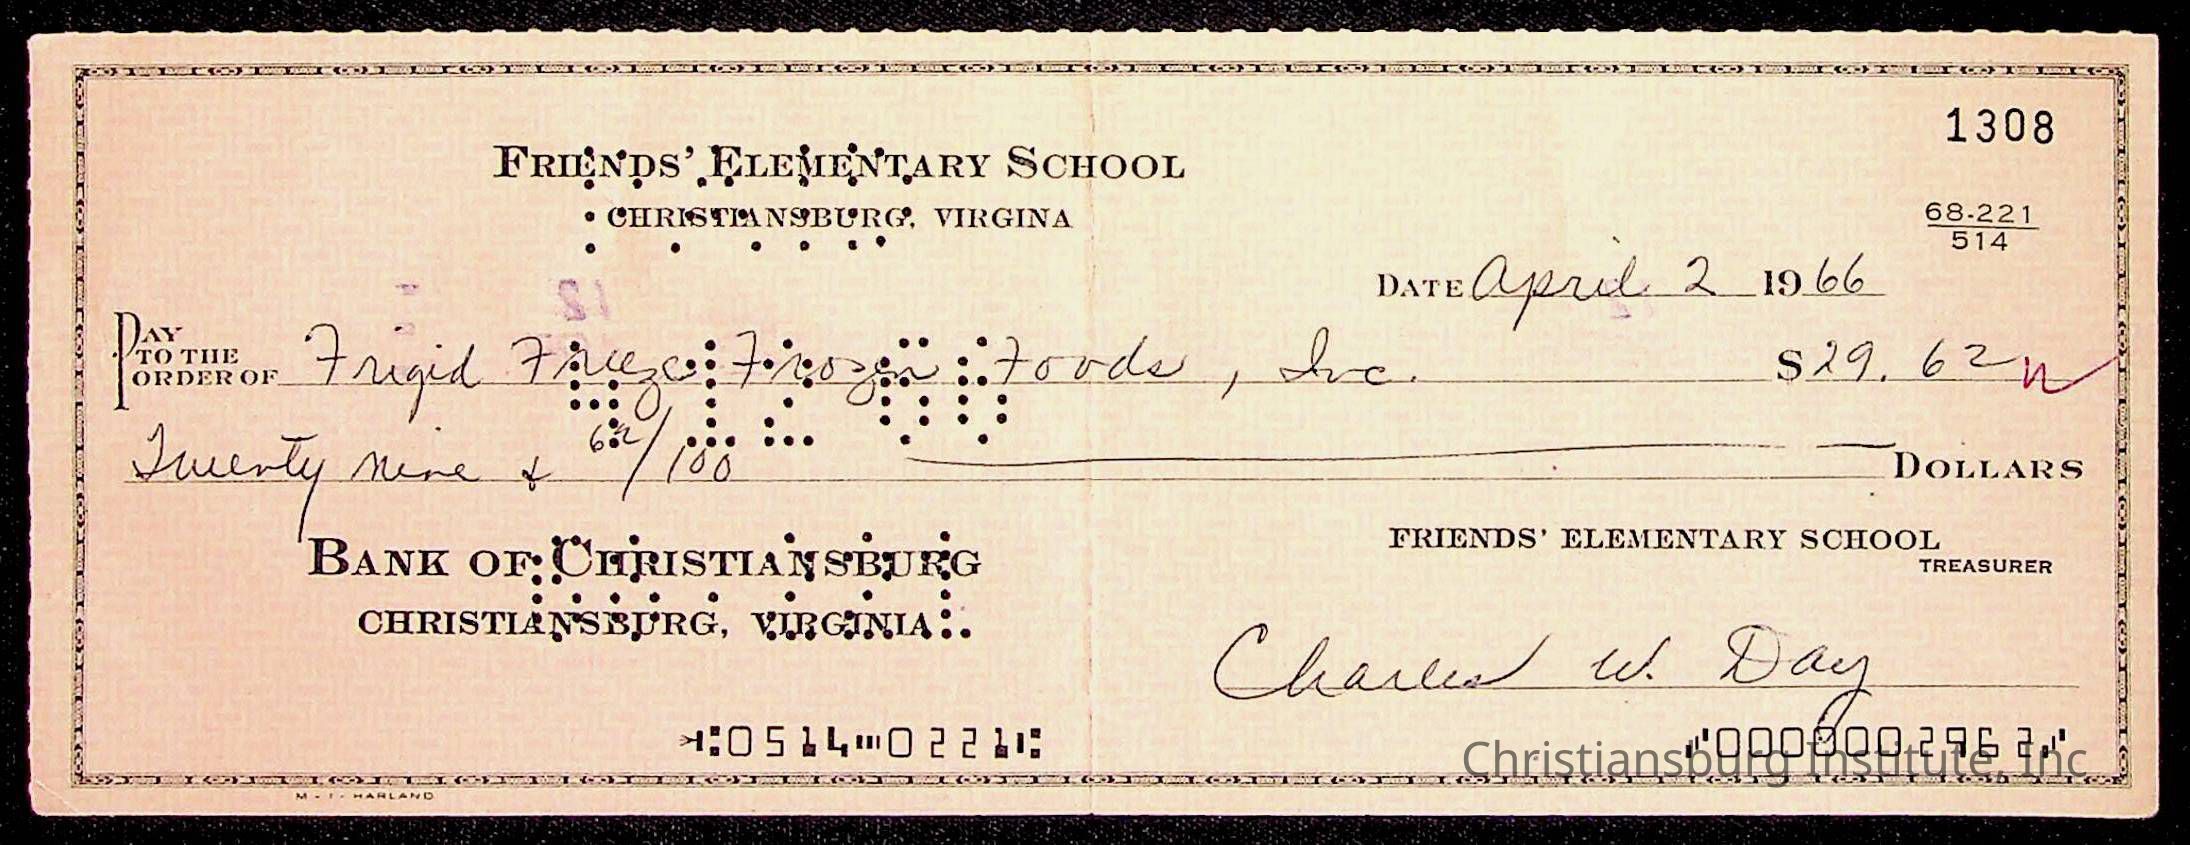 1308
FRIENDS' ELEMENTARY SCHOOL
CHRISTIANSBURG, VIRGINA
68-221
514
DATE April 2 1966
PAY TO THE ORDER OF Frigid Freeze Frozen Foods, Inc. $29.62
Twenty nine & 62/100 DOLLARS
BANK OF CHRISTIANSBURG
CHRISTIANSBURG, VIRGINIA
FRIENDS' ELEMENTARY SCHOOL
TREASURER
Charles W. Day
⑆0514⑉0221⑆
⑈0000002962⑈
Christiansburg Institute, Inc
HARLAND